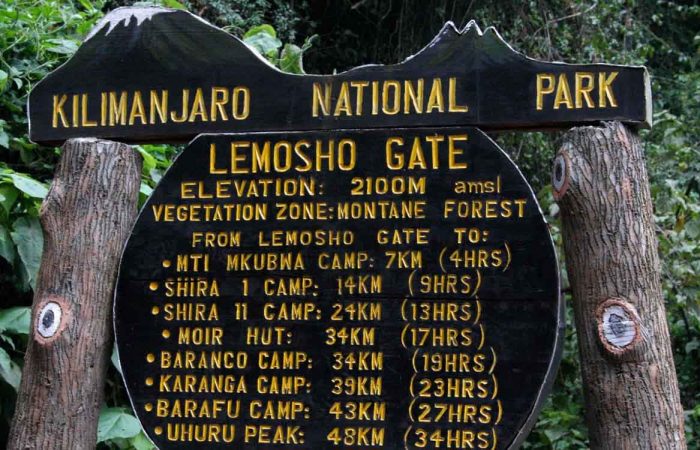 KILIMANJARO NATIONAL PARK
LEMOSHO GATE
ELEVATION: 2100M amsl
VEGETATION ZONE:MONTANE FOREST
FROM LEMOSHO GATE TO:
• MTI MKUBWA CAMP: 7KM (4HRS)
• SHIRA 1 CAMP: 14KM (9HRS)
• SHIRA 11 CAMP: 24KM (13HRS)
• MOIR HUT: 34KM (17HRS)
• BARANCO CAMP: 34KM (19HRS)
• KARANGA CAMP: 39KM (23HRS)
• BARAFU CAMP: 43KM (27HRS)
• UHURU PEAK: 48KM (34HRS)